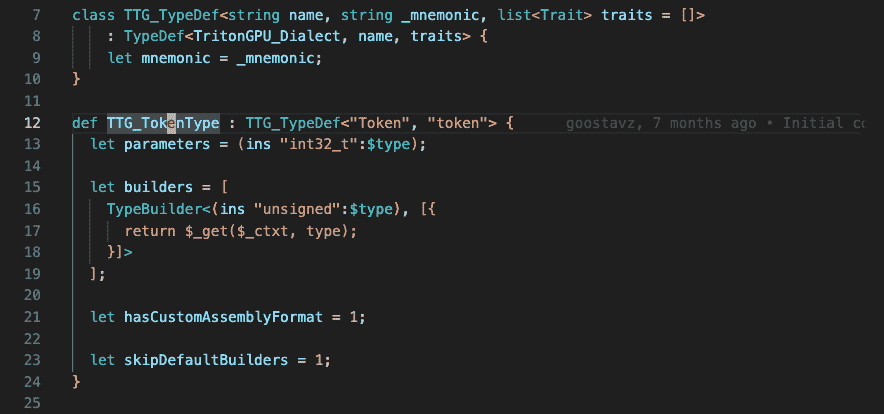 7 class TTG_TypeDef<string name, string _mnemonic, list<Trait> traits = []>
8 : TypeDef<TritonGPU_Dialect, name, traits> {
9 let mnemonic = _mnemonic;
10 }
11
12 def TTG_TokenType : TTG_TypeDef<"Token", "token"> { goostavz, 7 months ago • Initial co
13 let parameters = (ins "int32_t":$type);
14
15 let builders = [
16 TypeBuilder<(ins "unsigned":$type), [{
17 return $_get($_ctxt, type);
18 }]>
19 ];
20
21 let hasCustomAssemblyFormat = 1;
22
23 let skipDefaultBuilders = 1;
24 }
25